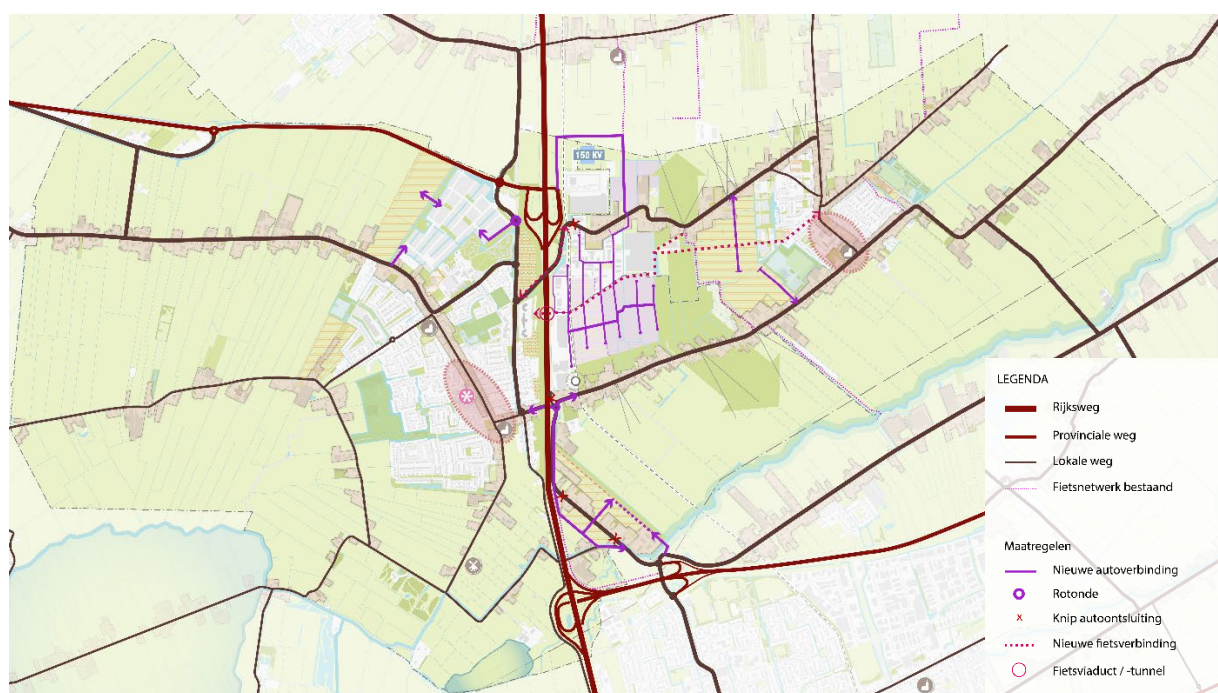 150 KV
LEGENDA
Rijksweg
Provinciale weg
Lokale weg
Fietsnetwerk bestaand
Maatregelen
Nieuwe autoverbinding
Rotonde
Knip autoontsluiting
Nieuwe fietsverbinding
Fietsviaduct / -tunnel